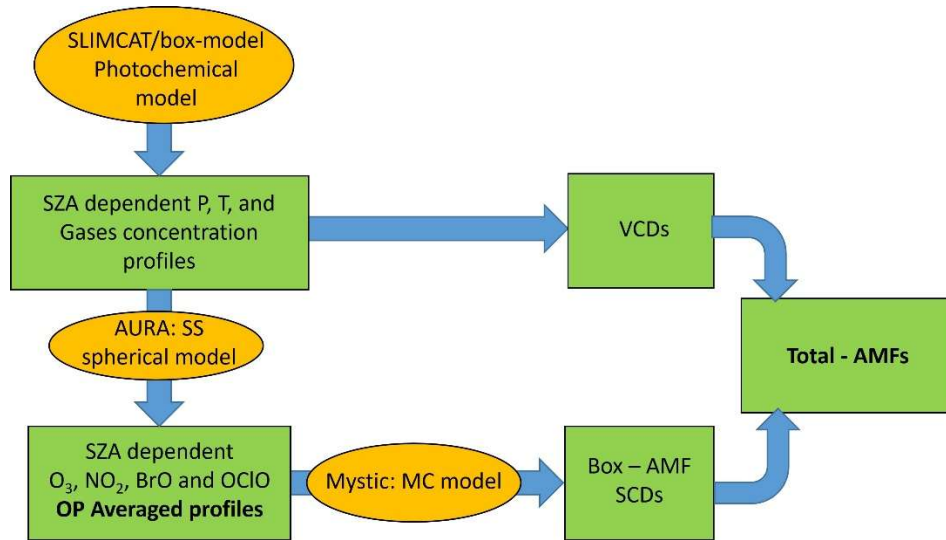 SLIMCAT/box-model
Photochemical
model
SZA dependent P, T, and
Gases concentration
profiles
VCDs
AURA: SS
spherical model
Total - AMFs
SZA dependent
O₃, NO₂, BrO and OClO
OP Averaged profiles
Mystic: MC model
Box – AMF
SCDs